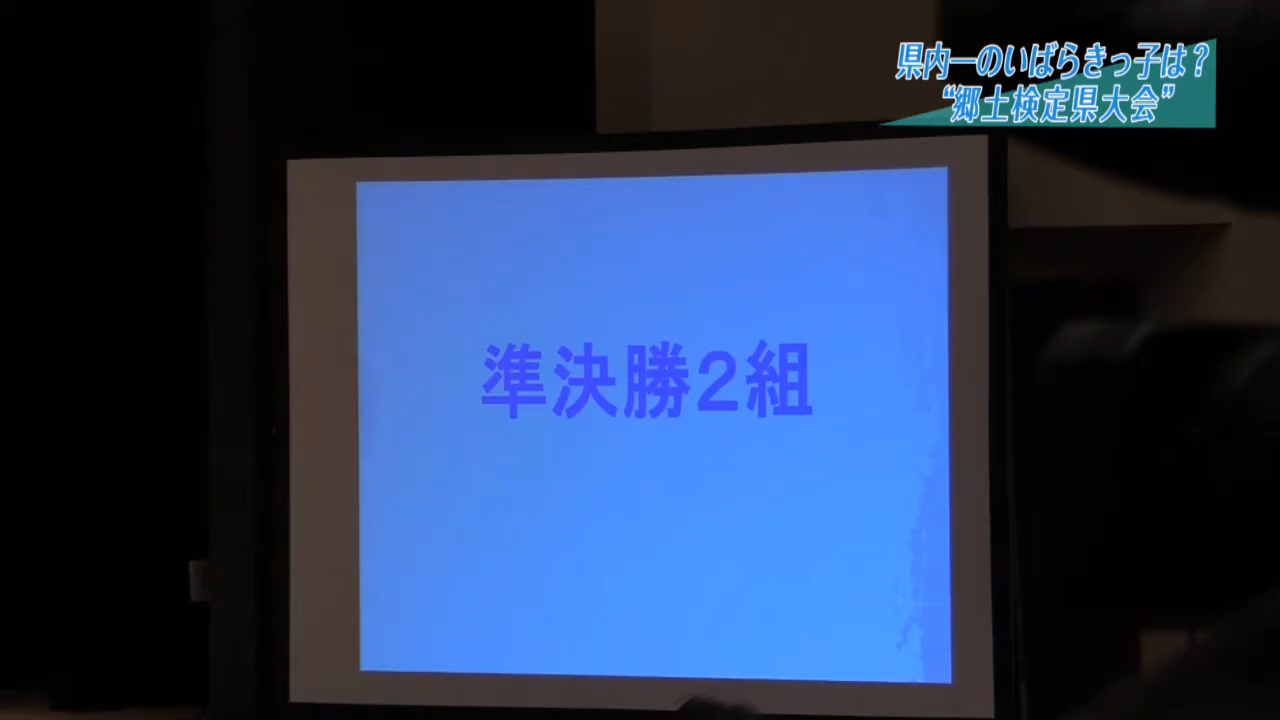 県内一のいばらきっ子は？
“郷土検定県大会”
準決勝2組